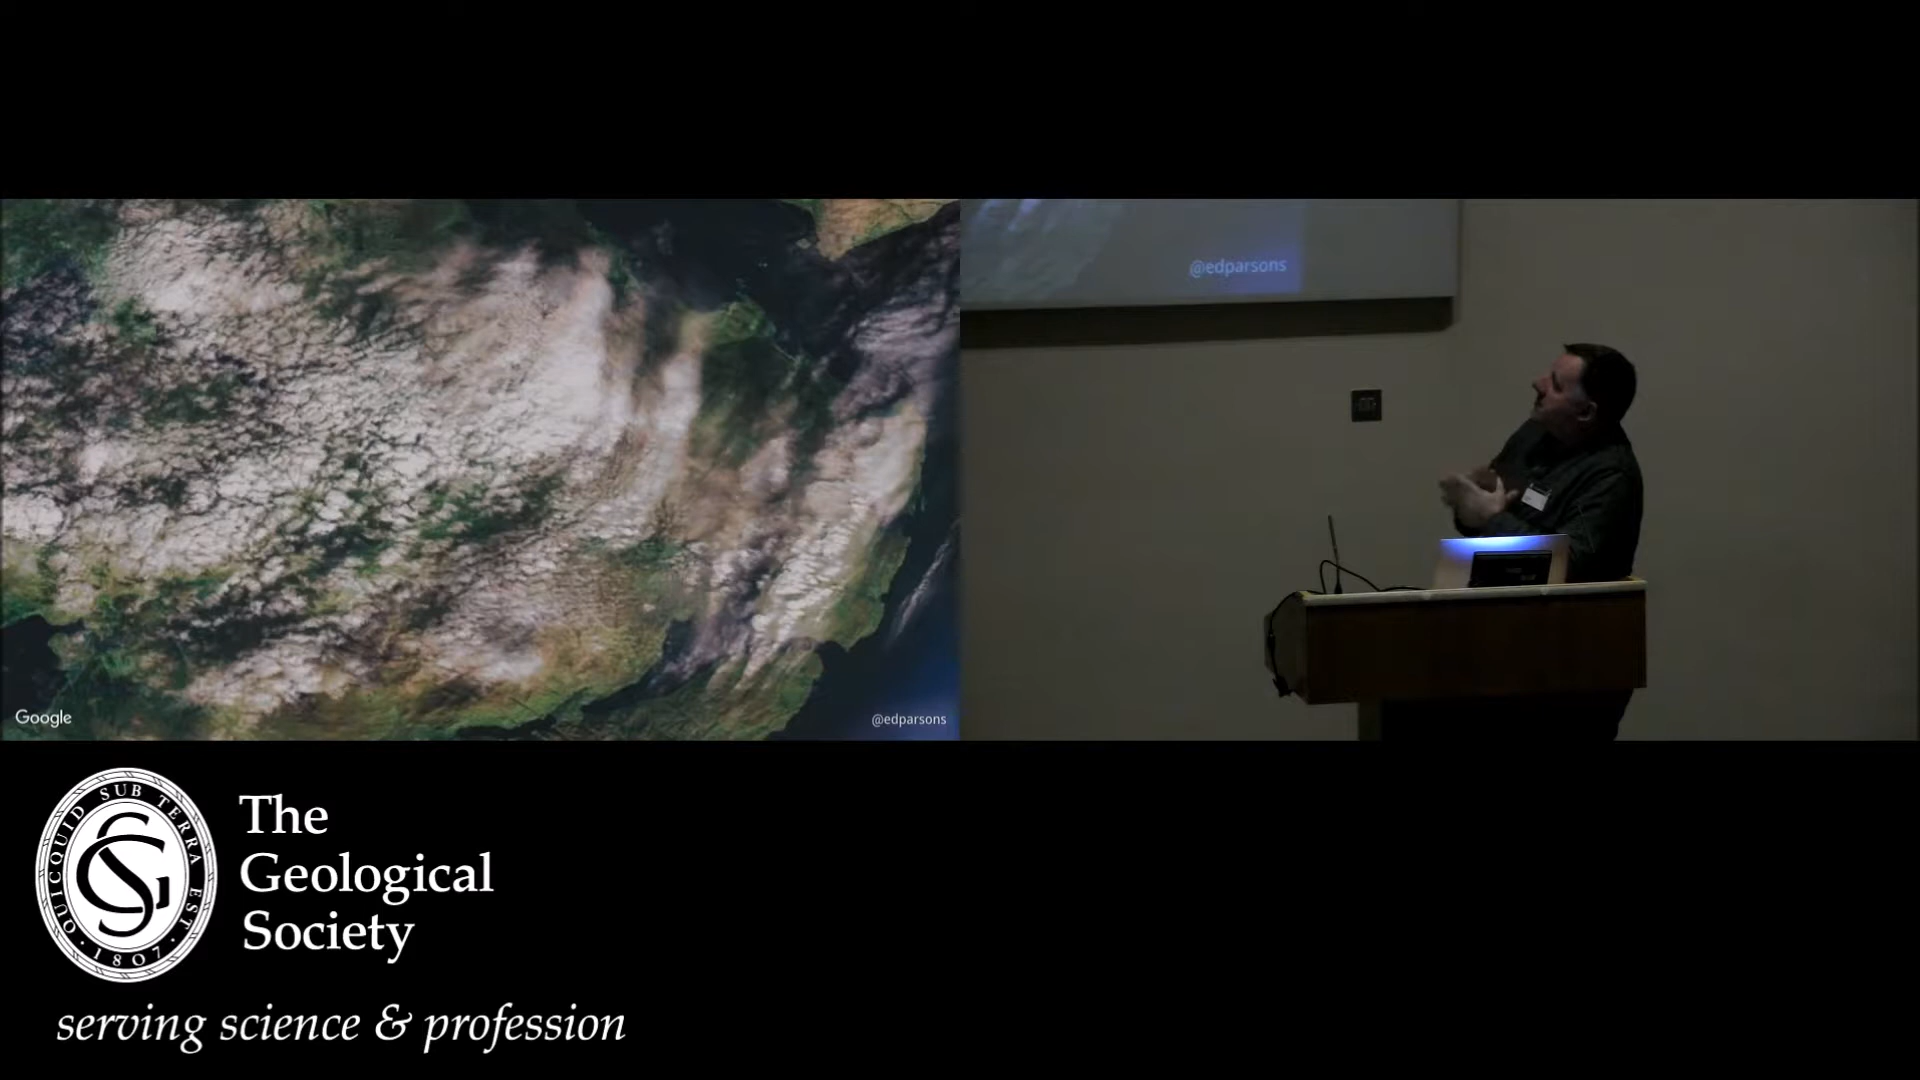 @edparsons
Google
@edparsons
QUICQUID SUB TERRA EST
· 1807 ·
The
Geological
Society
serving science & profession